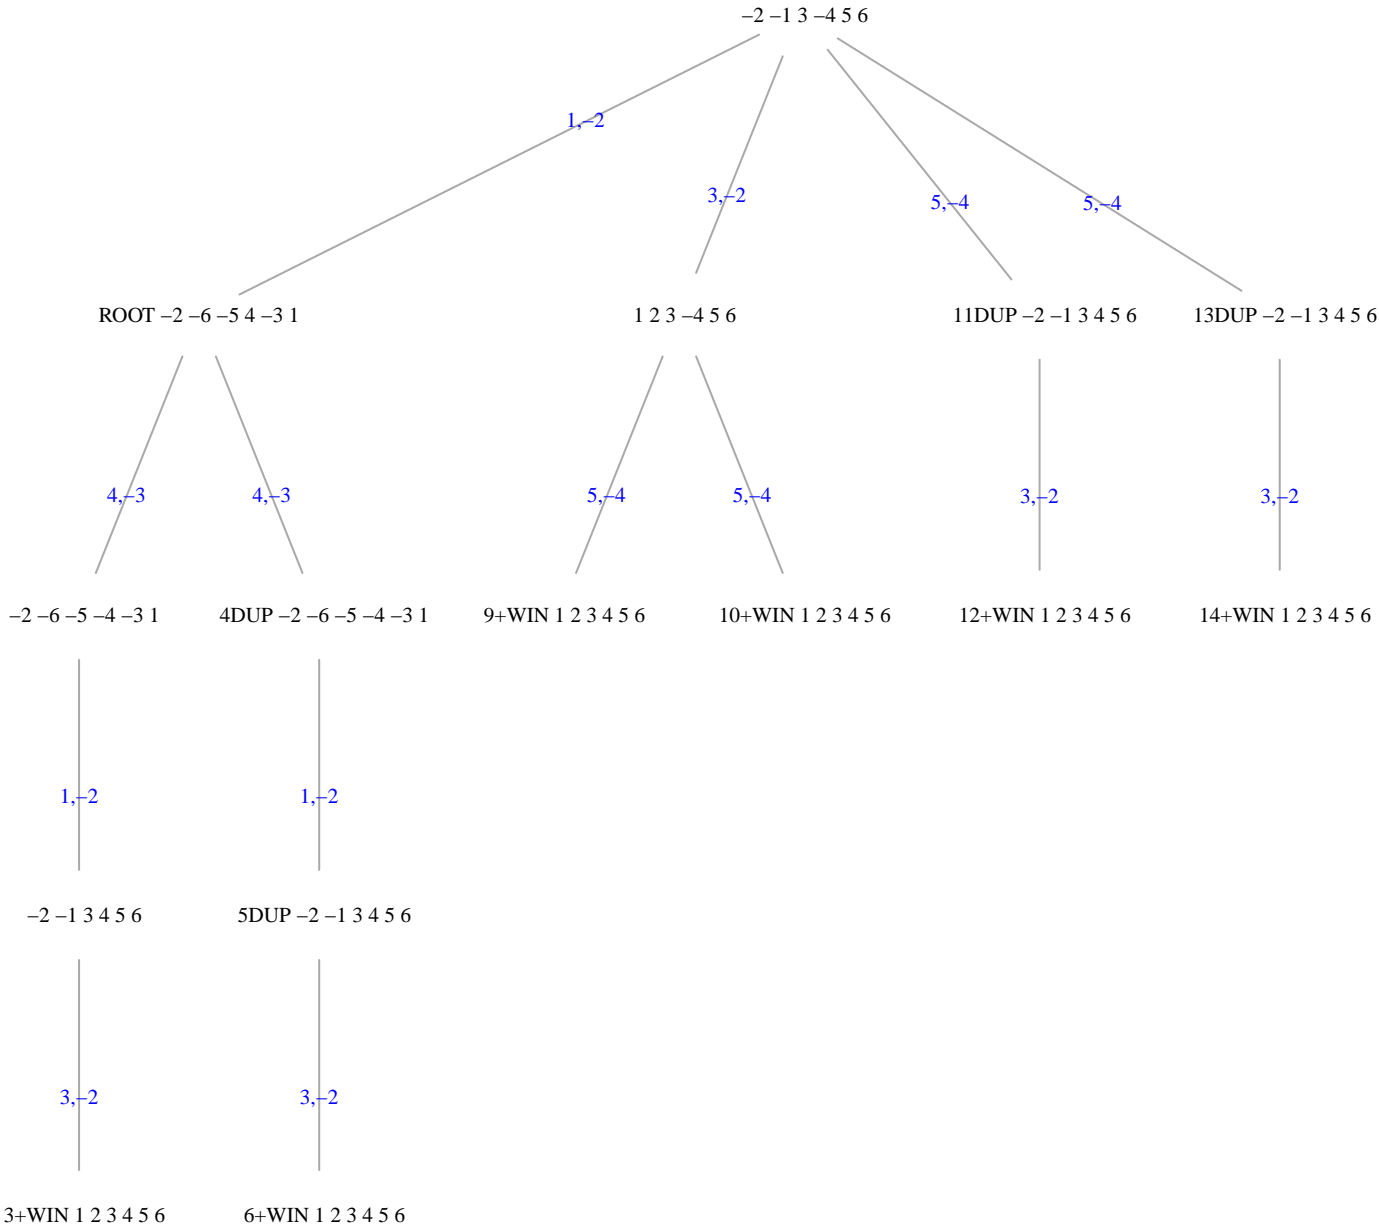 −2 −1 3 −4 5 6
1,−2
3,−2
5,−4
5,−4
ROOT −2 −6 −5 4 −3 1
1 2 3 −4 5 6
11DUP −2 −1 3 4 5 6
13DUP −2 −1 3 4 5 6
4,−3
4,−3
5,−4
5,−4
3,−2
3,−2
−2 −6 −5 −4 −3 1
4DUP −2 −6 −5 −4 −3 1
9+WIN 1 2 3 4 5 6
10+WIN 1 2 3 4 5 6
12+WIN 1 2 3 4 5 6
14+WIN 1 2 3 4 5 6
1,−2
1,−2
−2 −1 3 4 5 6
5DUP −2 −1 3 4 5 6
3,−2
3,−2
3+WIN 1 2 3 4 5 6
6+WIN 1 2 3 4 5 6